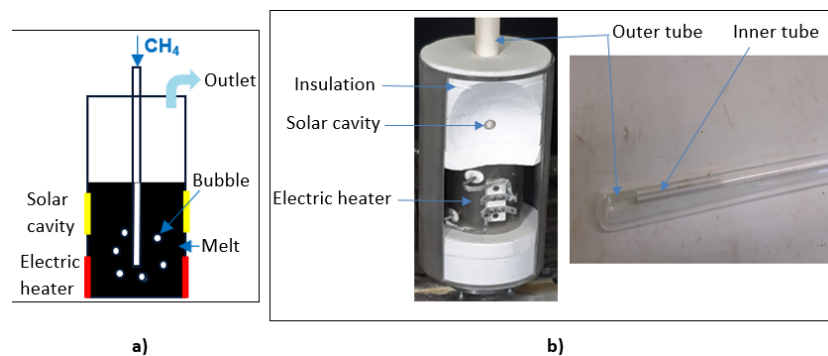 CH₄
Outlet
Solar
cavity
Bubble
Melt
Electric
heater
a)
Outer tube
Inner tube
Insulation
Solar cavity
Electric heater
b)